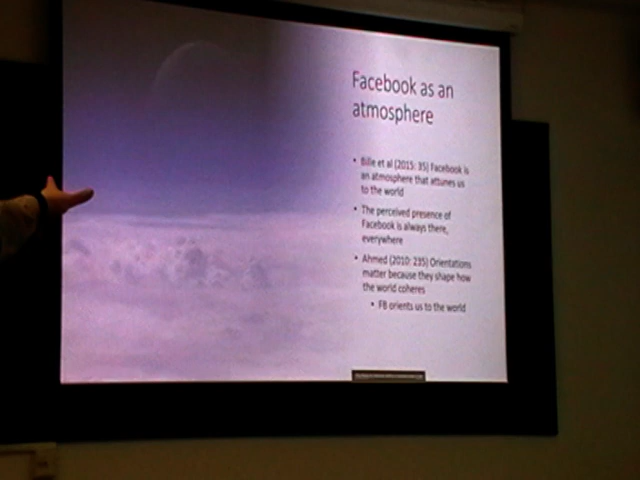 Facebook as an
atmosphere
• Bille et al (2015: 35) Facebook is
an atmosphere that attunes us
to the world
• The perceived presence of
Facebook is always there,
everywhere
• Ahmed (2010: 235) Orientations
matter because they shape how
the world coheres
• FB orients us to the world